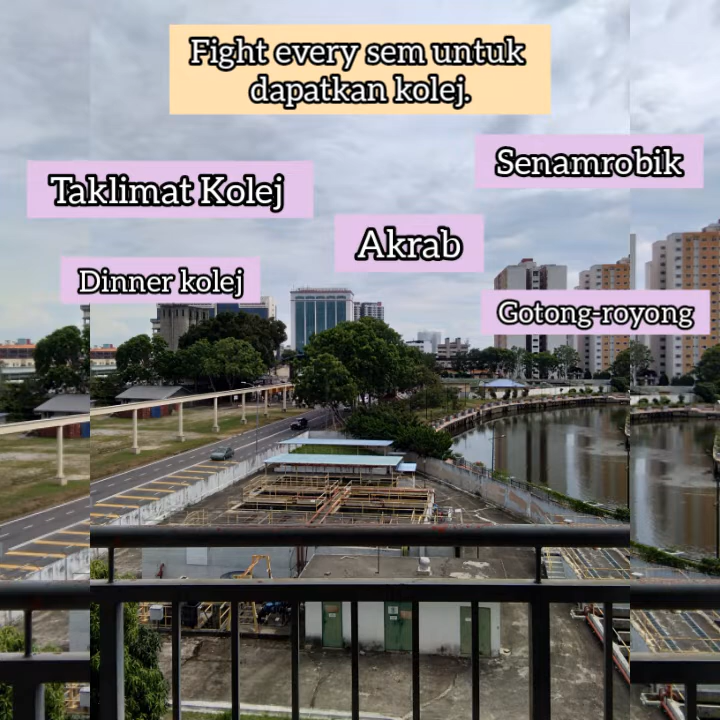 Fight every sem untuk
dapatkan kolej.
Senamrobik
Taklimat Kolej
Akrab
Dinner kolej
Gotong-royong